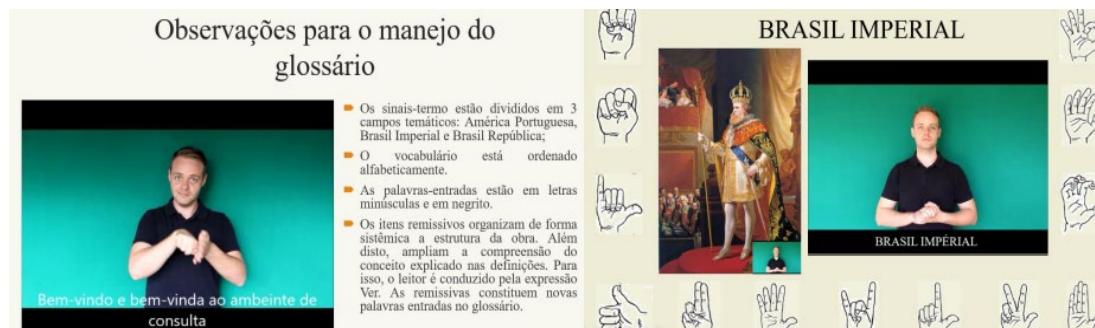 Observações para o manejo do
glossário
Bem-vindo e bem-vinda ao ambeinte de
consulta
Os sinais-termo estão divididos em 3
campos temáticos: América Portuguesa,
Brasil Imperial e Brasil República;
O vocabulário está ordenado
alfabeticamente.
As palavras-entradas estão em letras
minúsculas e em negrito.
Os itens remissivos organizam de forma
sistêmica a estrutura da obra. Além
disto, ampliam a compreensão do
conceito explicado nas definições. Para
isso, o leitor é conduzido pela expressão
Ver. As remissivas constituem novas
palavras entradas no glossário.
BRASIL IMPERIAL
BRASIL IMPÉRIAL